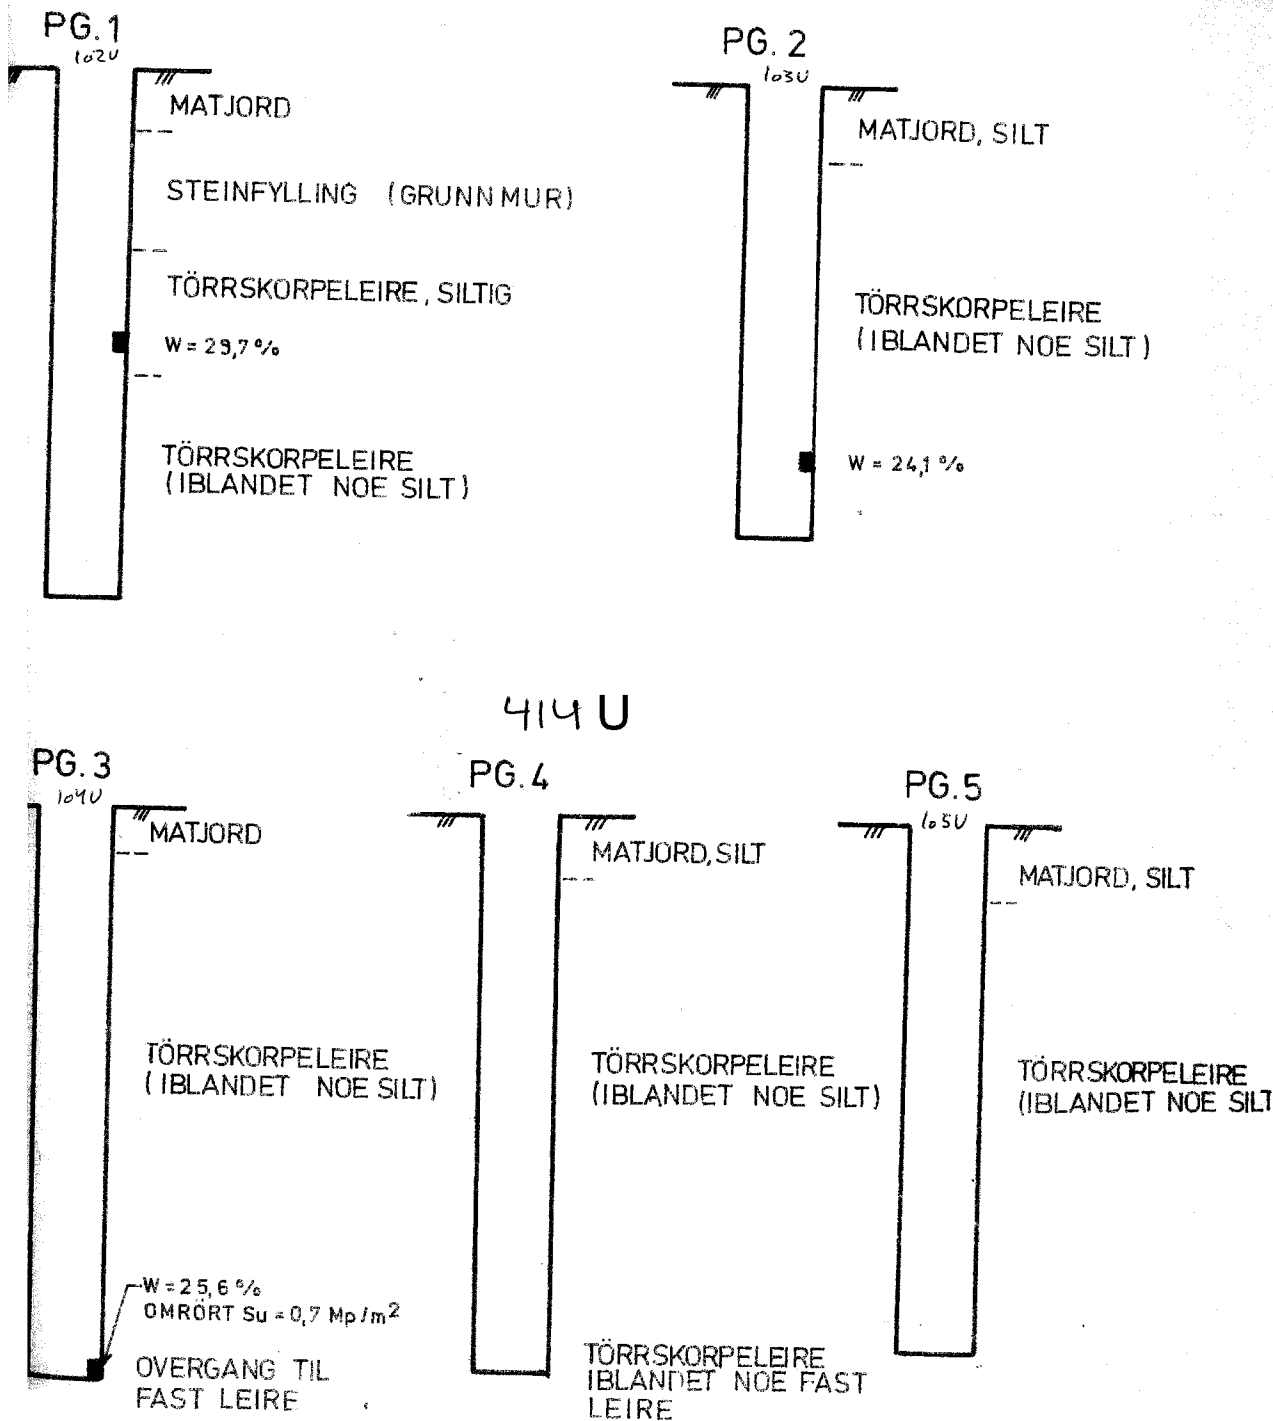 PG.1
102U
MATJORD
STEINFYLLING (GRUNNMUR)
TÖRRSKORPELEIRE, SILTIG
W = 29,7 %
TÖRRSKORPELEIRE
(IBLANDET NOE SILT)
PG. 2
103U
MATJORD, SILT
TÖRRSKORPELEIRE
(IBLANDET NOE SILT)
W = 24,1 %
414 U
PG.3
104U
MATJORD
TÖRRSKORPELEIRE
(IBLANDET NOE SILT)
W = 25,6 %
OMRÖRT Su = 0,7 Mp/m²
OVERGANG TIL
FAST LEIRE
PG.4
MATJORD, SILT
TÖRRSKORPELEIRE
(IBLANDET NOE SILT)
TÖRRSKORPELEIRE
IBLANDET NOE FAST
LEIRE
PG.5
105U
MATJORD, SILT
TÖRRSKORPELEIRE
(IBLANDET NOE SILT